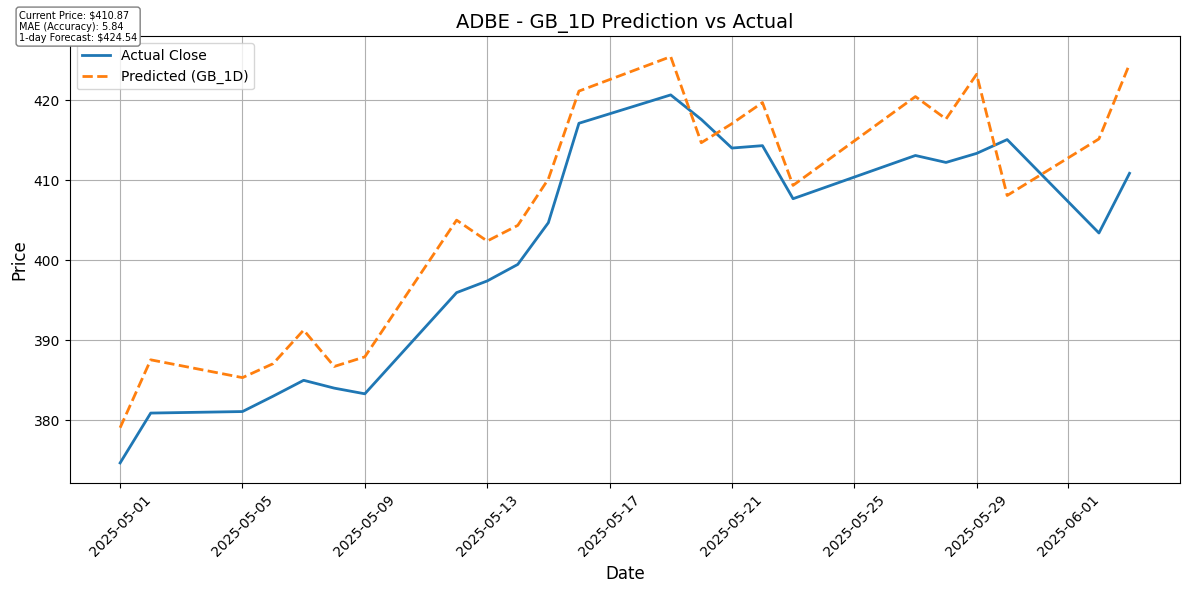 ADBE - GB_1D Prediction vs Actual
Current Price: $410.87
MAE (Accuracy): 5.84
1-day Forecast: $424.54
Actual Close
Predicted (GB_1D)
Price
420
410
400
390
380
2025-05-01
2025-05-05
2025-05-09
2025-05-13
2025-05-17
2025-05-21
2025-05-25
2025-05-29
2025-06-01
Date